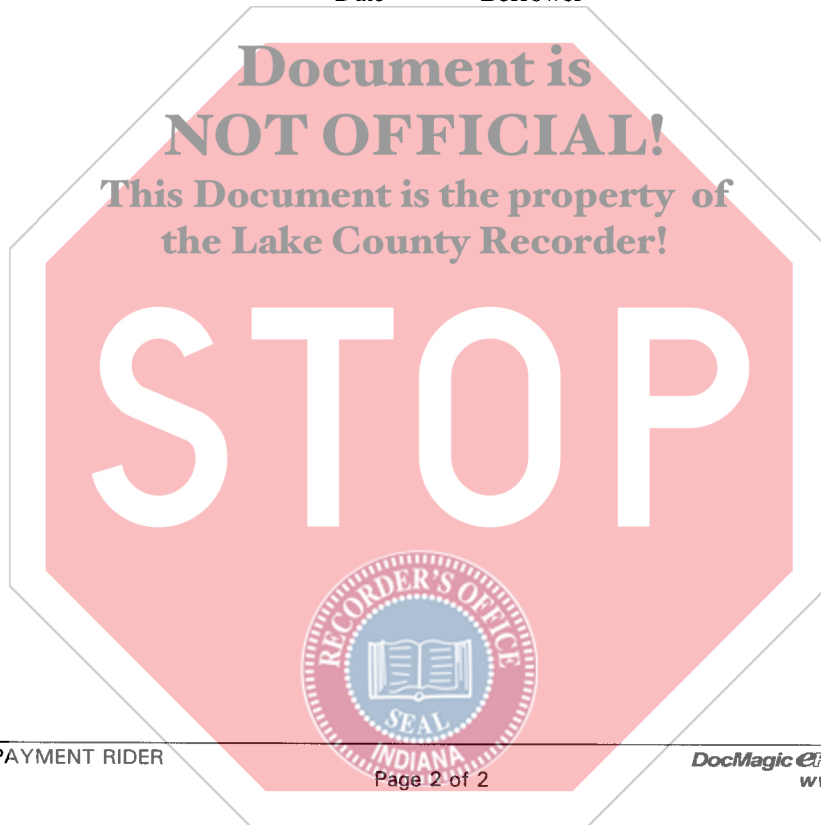 Document is
NOT OFFICIAL!
This Document is the property of
the Lake County Recorder!
STOP
RECORDER'S OFFICE
SEAL
INDIANA
PAYMENT RIDER
DocMagic
Page 2 of 2